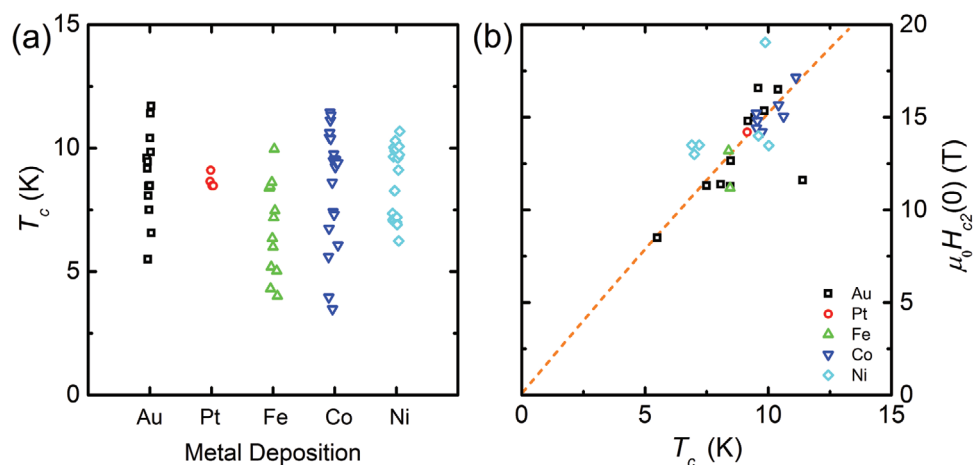 (a)
15
10
5
0
T_c (K)
Au Pt Fe Co Ni
Metal Deposition
(b)
20
15
10
5
0
μ₀H_c2(0) (T)
Au
Pt
Fe
Co
Ni
0 5 10 15
T_c (K)